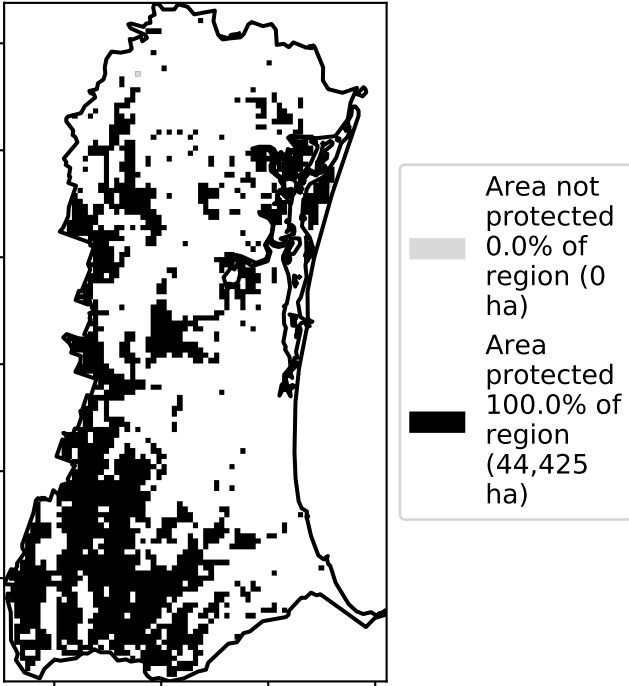 Area not
protected
0.0% of
region (0
ha)
Area
protected
100.0% of
region
(44,425
ha)